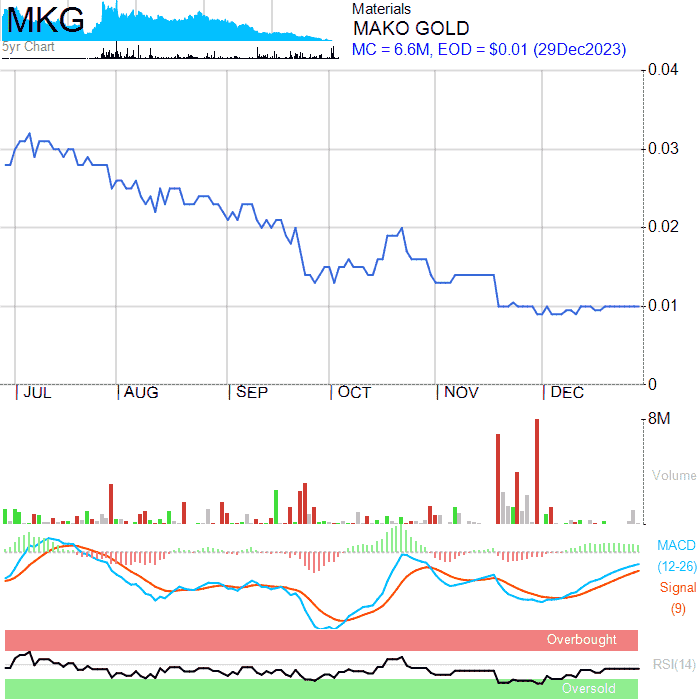 MKG
5yr Chart
Materials
MAKO GOLD
MC = 6.6M, EOD = $0.01 (29Dec2023)
0.04
0.03
0.02
0.01
0
JUL AUG SEP OCT NOV DEC
8M
Volume
MACD
(12-26)
Signal
(9)
Overbought
RSI(14)
Oversold